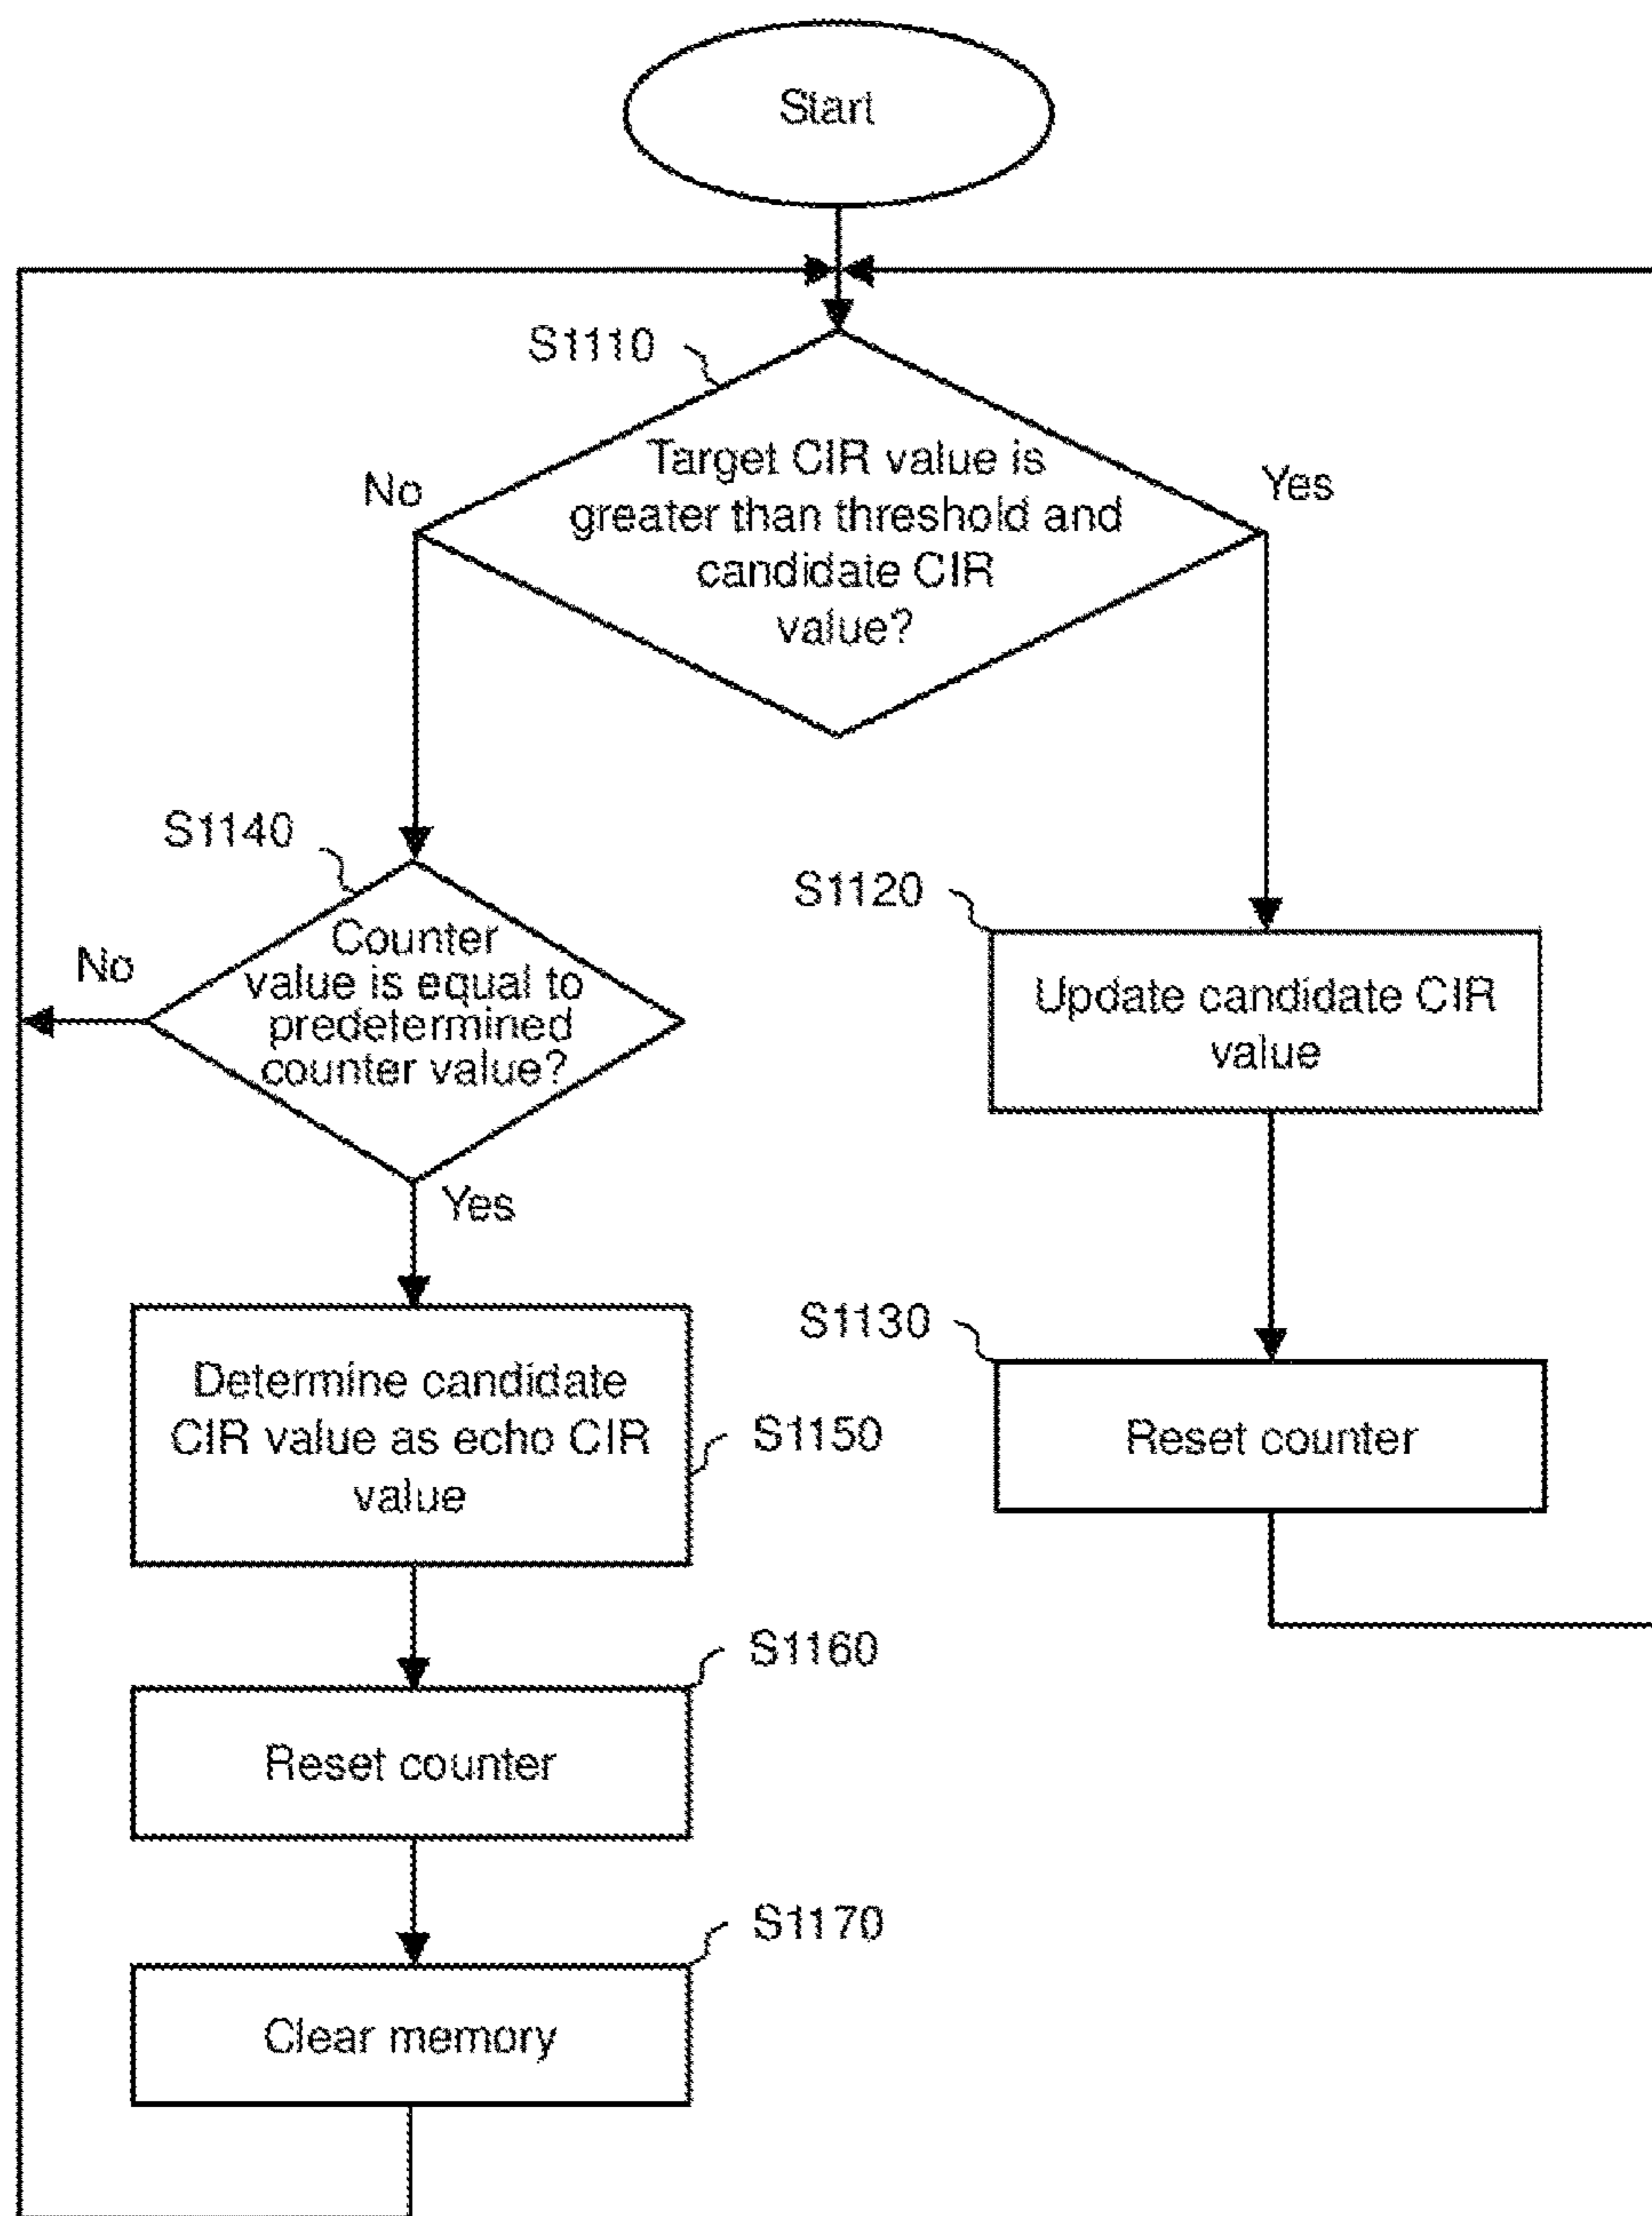 Start
S1110
Target CIR value is
greater than threshold and
candidate CIR
value?
No
Yes
S1140
Counter
value is equal to
predetermined
counter value?
No
Yes
S1120
Update candidate CIR
value
S1130
Reset counter
Determine candidate
CIR value as echo CIR
value
S1150
S1160
Reset counter
S1170
Clear memory